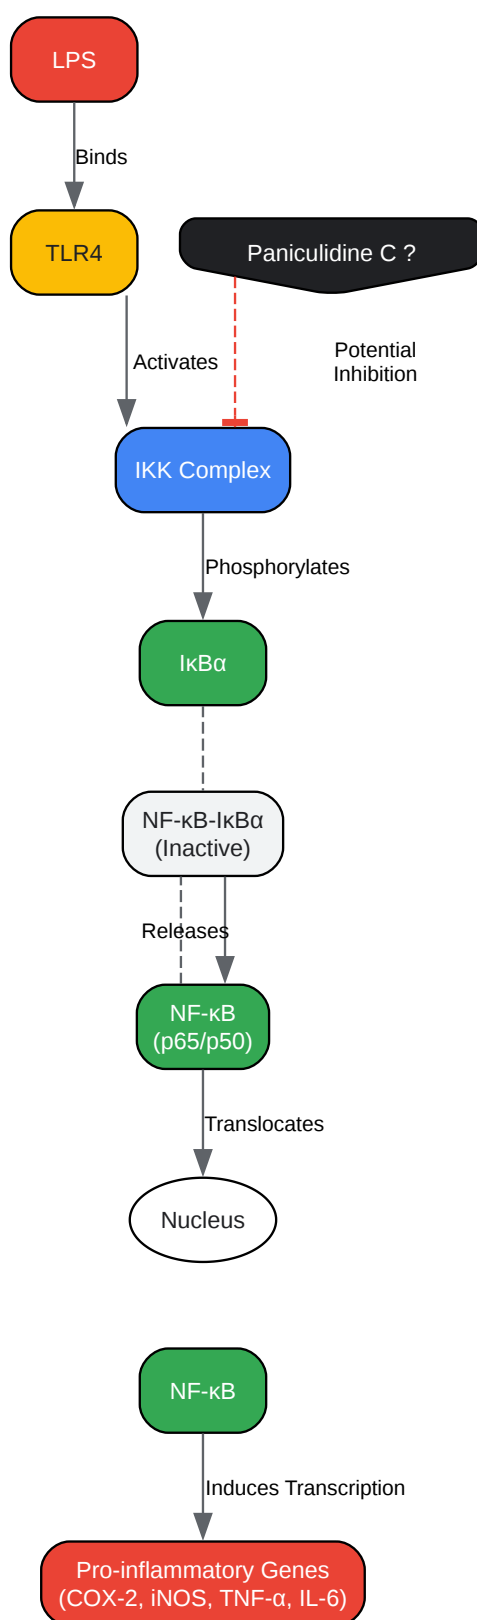 LPS
Binds
TLR4
Paniculidine C ?
Potential
Inhibition
Activates
IKK Complex
Phosphorylates
IκBα
NF-κB-IκBα
(Inactive)
Releases
NF-κB
(p65/p50)
Translocates
Nucleus
NF-κB
Induces Transcription
Pro-inflammatory Genes
(COX-2, iNOS, TNF-α, IL-6)